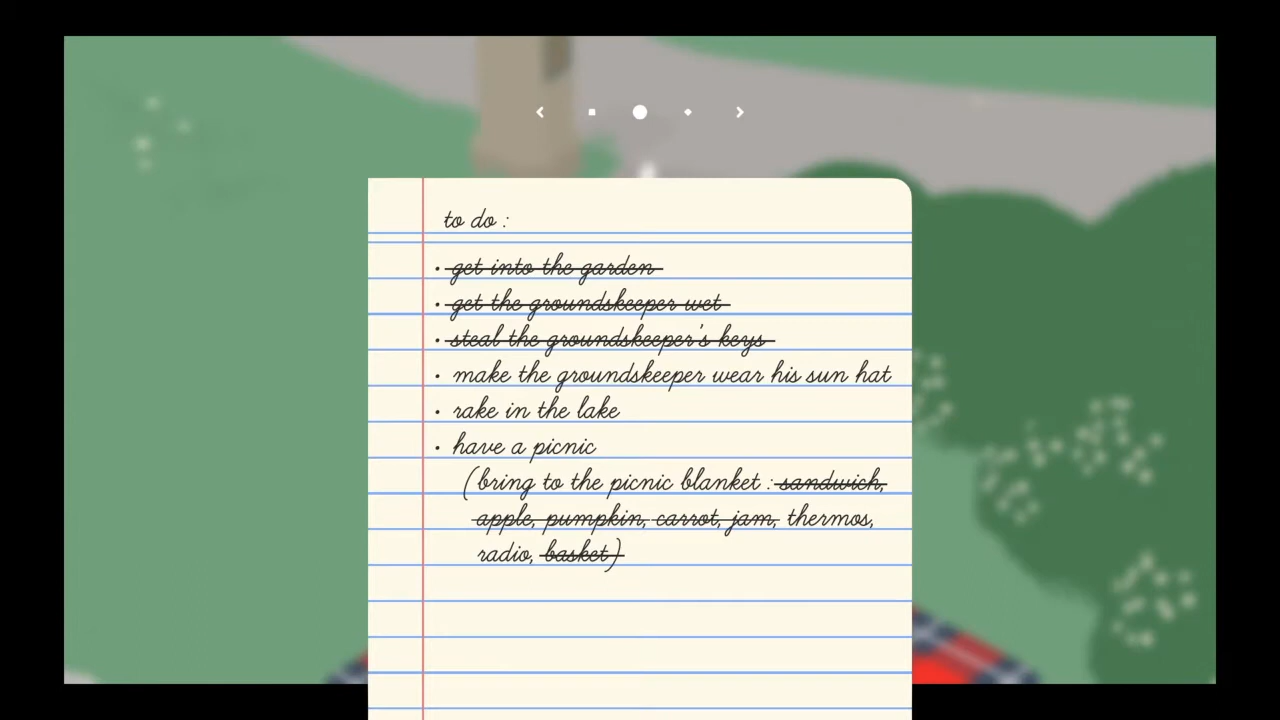 to do :
• get into the garden
• get the groundskeeper wet
• steal the groundskeeper's keys
• make the groundskeeper wear his sun hat
• rake in the lake
• have a picnic
(bring to the picnic blanket : sandwich,
apple, pumpkin, carrot, jam, thermos,
radio, basket)